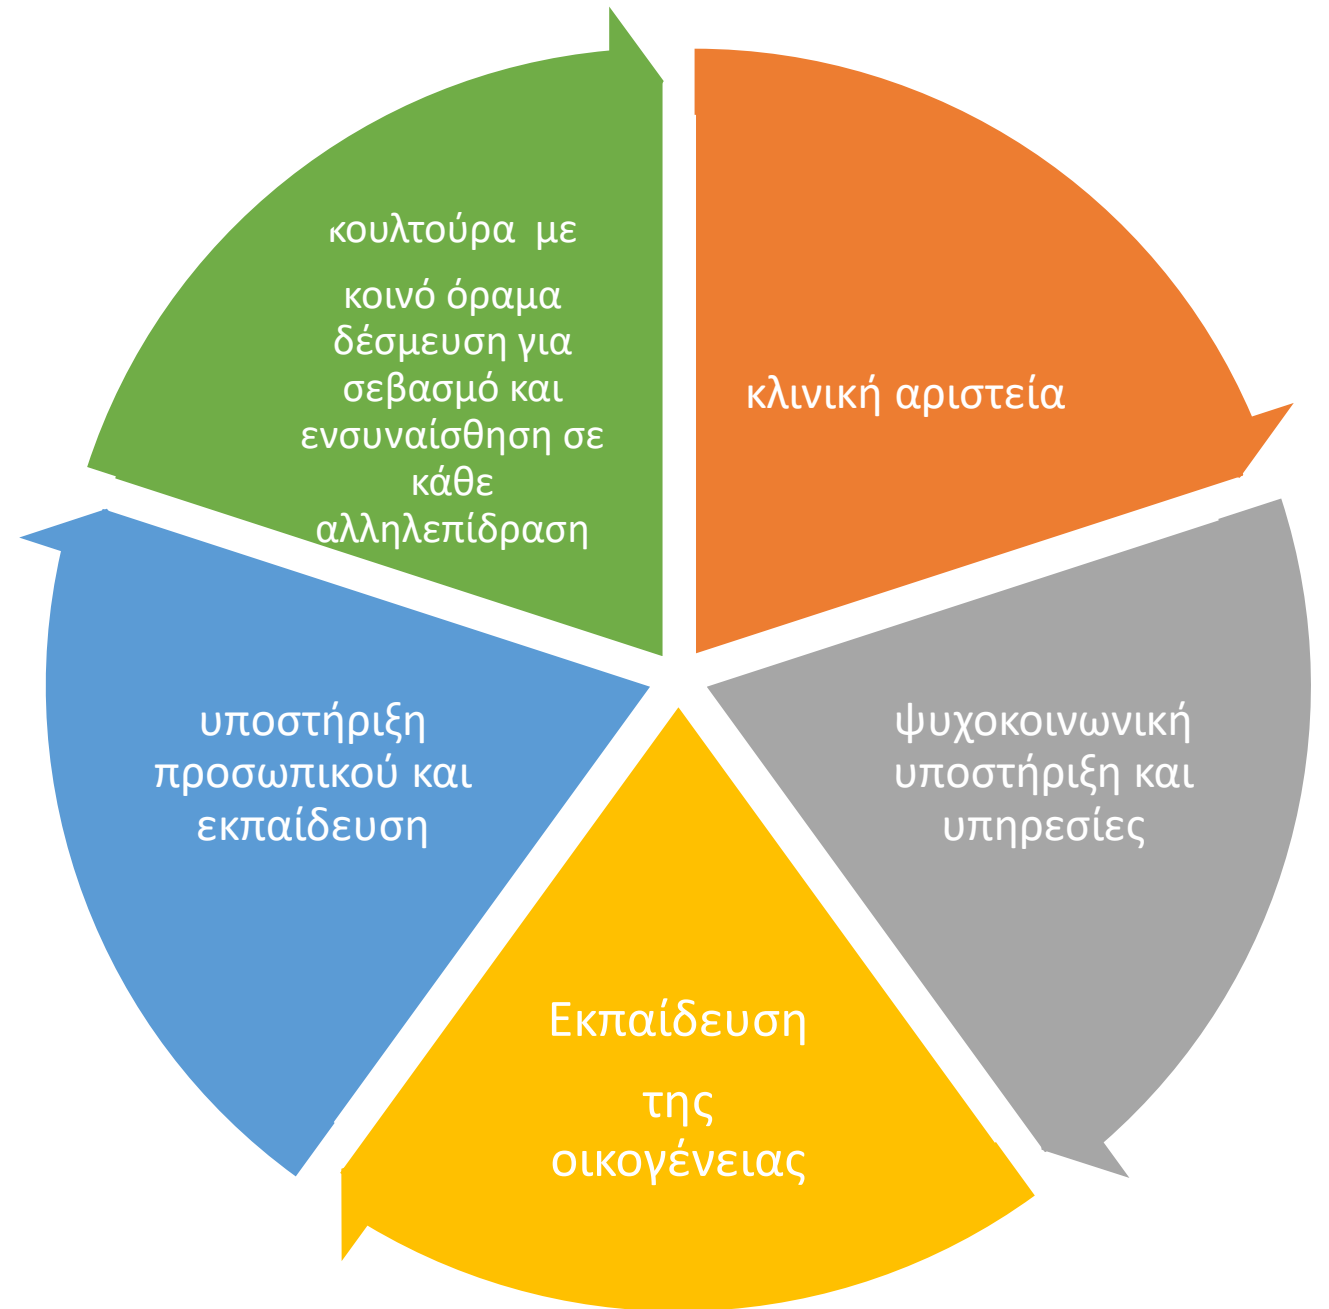 κουλτούρα με
κοινό όραμα
δέσμευση για
σεβασμό και
ενσυναίσθηση σε
κάθε
αλληλεπίδραση
κλινική αριστεία
ψυχοκοινωνική
υποστήριξη και
υπηρεσίες
Εκπαίδευση
της
οικογένειας
υποστήριξη
προσωπικού και
εκπαίδευση